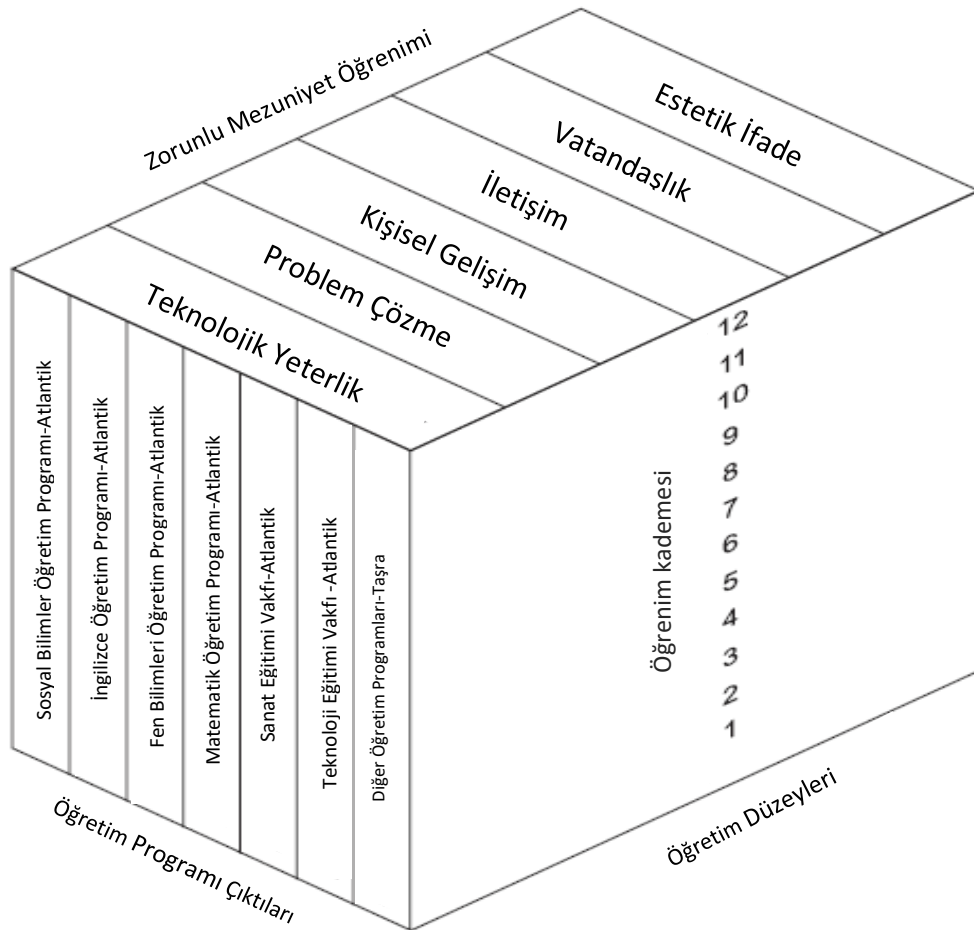 Zorunlu Mezuniyet Öğrenimi
Estetik İfade
Vatandaşlık
İletişim
Kişisel Gelişim
Problem Çözme
Teknolojik Yeterlik
Sosyal Bilimler Öğretim Programı-Atlantik
İngilizce Öğretim Programı-Atlantik
Fen Bilimleri Öğretim Programı-Atlantik
Matematik Öğretim Programı-Atlantik
Sanat Eğitimi Vakfı-Atlantik
Teknoloji Eğitimi Vakfı -Atlantik
Diğer Öğretim Programları-Taşra
Öğretim Programı Çıktıları
Öğrenim kademesi
12
11
10
9
8
7
6
5
4
3
2
1
Öğretim Düzeyleri